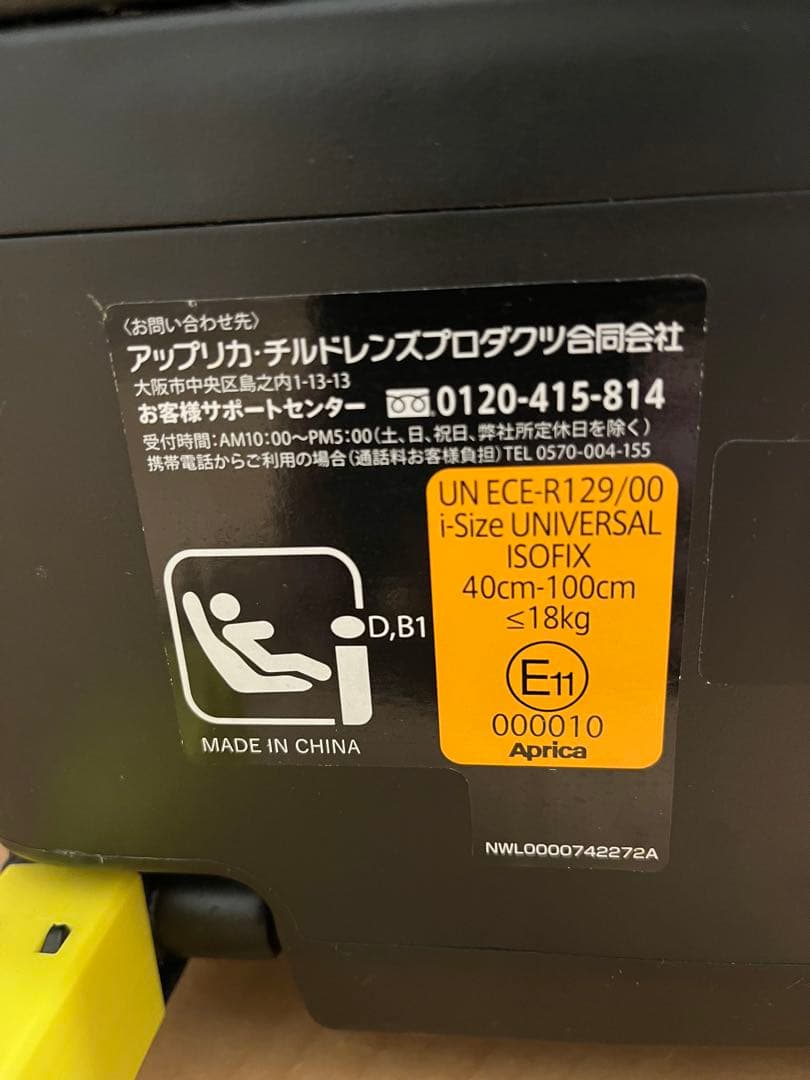 〈お問い合わせ先〉
アップリカ・チルドレンズプロダクツ合同会社
大阪市中央区島之内1-13-13
お客様サポートセンター 0120-415-814
受付時間:AM10:00〜PM5:00(土、日、祝日、弊社所定休日を除く)
携帯電話からご利用の場合(通話料お客様負担)TEL 0570-004-155
UN ECE-R129/00
i-Size UNIVERSAL
ISOFIX
40cm-100cm
≤18kg
E11
000010
Aprica
i D,B1
MADE IN CHINA
NWL0000742272A